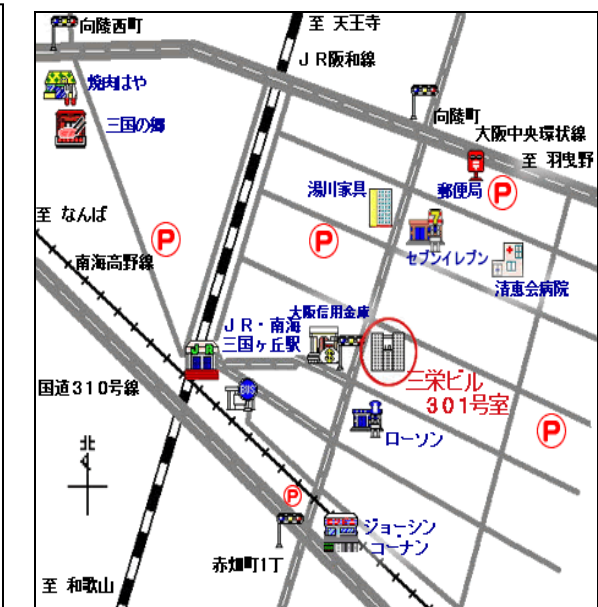 向陵西町
至 天王寺
JR阪和線
焼肉はや
三国の郷
向陵町
大阪中央環状線
至 羽曳野
湯川家具
郵便局
P
至 なんば
P
P
7
セブンイレブン
清恵会病院
南海高野線
大阪信用金庫
JR・南海
三国ヶ丘駅
JR
三栄ビル
301号室
国道310号線
BUS
P
ローソン
北
P
ジョーシン
コーナン
赤畑町1丁
至 和歌山